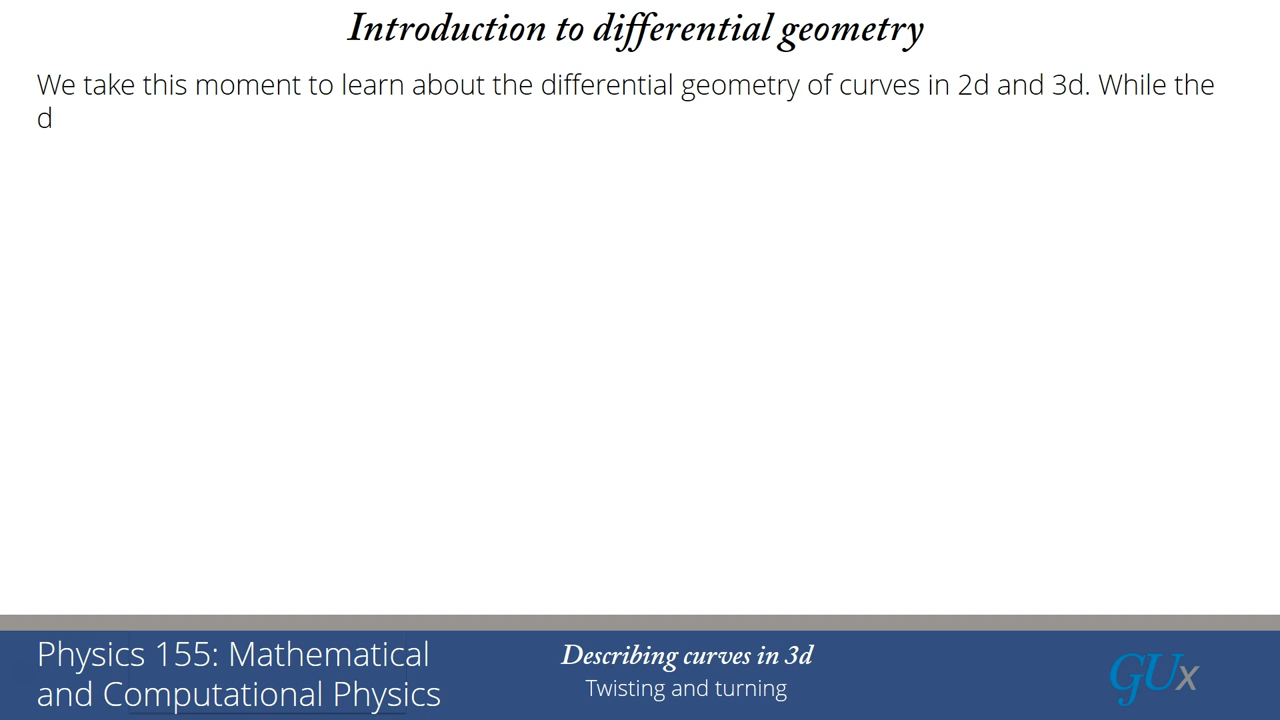 Introduction to differential geometry
We take this moment to learn about the differential geometry of curves in 2d and 3d. While the
d
Physics 155: Mathematical
and Computational Physics
Describing curves in 3d
Twisting and turning
GUx